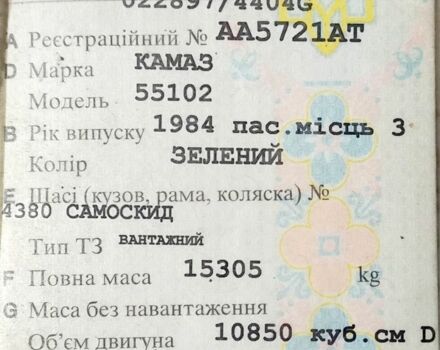 022897/4404G
A Реєстраційний № АА5721АТ
D Марка КАМАЗ
Модель 55102
B Рік випуску 1984 пас.місць 3
Колір ЗЕЛЕНИЙ
E Шасі (кузов, рама, коляска) №
4380 САМОСКИД
Тип ТЗ ВАНТАЖНИЙ
F Повна маса 15305 kg
G Маса без навантаження
Об'єм двигуна 10850 куб.см D